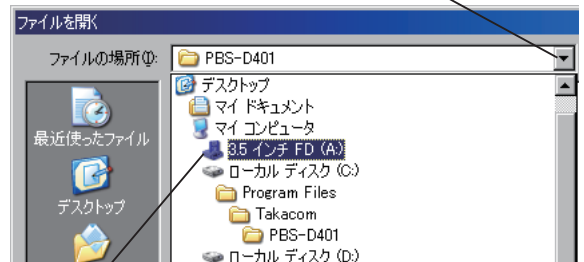 ファイルを開く
ファイルの場所(I):
PBS-D401
デスクトップ
マイ ドキュメント
マイ コンピュータ
3.5 インチ FD (A:)
ローカル ディスク (C:)
Program Files
Takacom
PBS-D401
ローカル ディスク (D:)
最近使ったファイル
デスクトップ